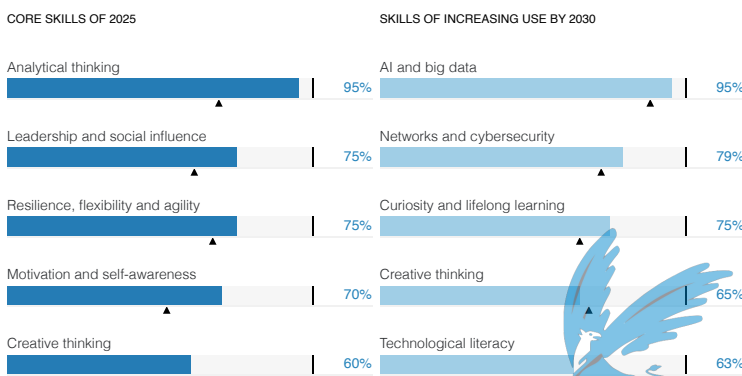 CORE SKILLS OF 2025
Analytical thinking
95%
Leadership and social influence
75%
Resilience, flexibility and agility
75%
Motivation and self-awareness
70%
Creative thinking
60%
SKILLS OF INCREASING USE BY 2030
AI and big data
95%
Networks and cybersecurity
79%
Curiosity and lifelong learning
75%
Creative thinking
65%
Technological literacy
63%